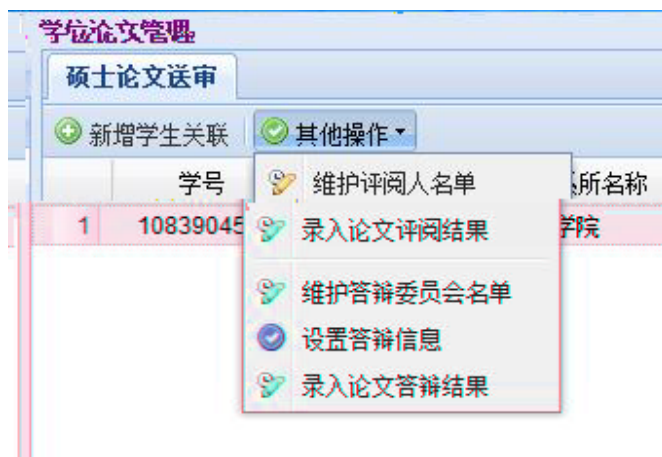 学位论文管理
硕士论文送审
新增学生关联 其他操作
学号 所名称
维护评阅人名单
1 10839045 学院
录入论文评阅结果
维护答辩委员会名单
设置答辩信息
录入论文答辩结果